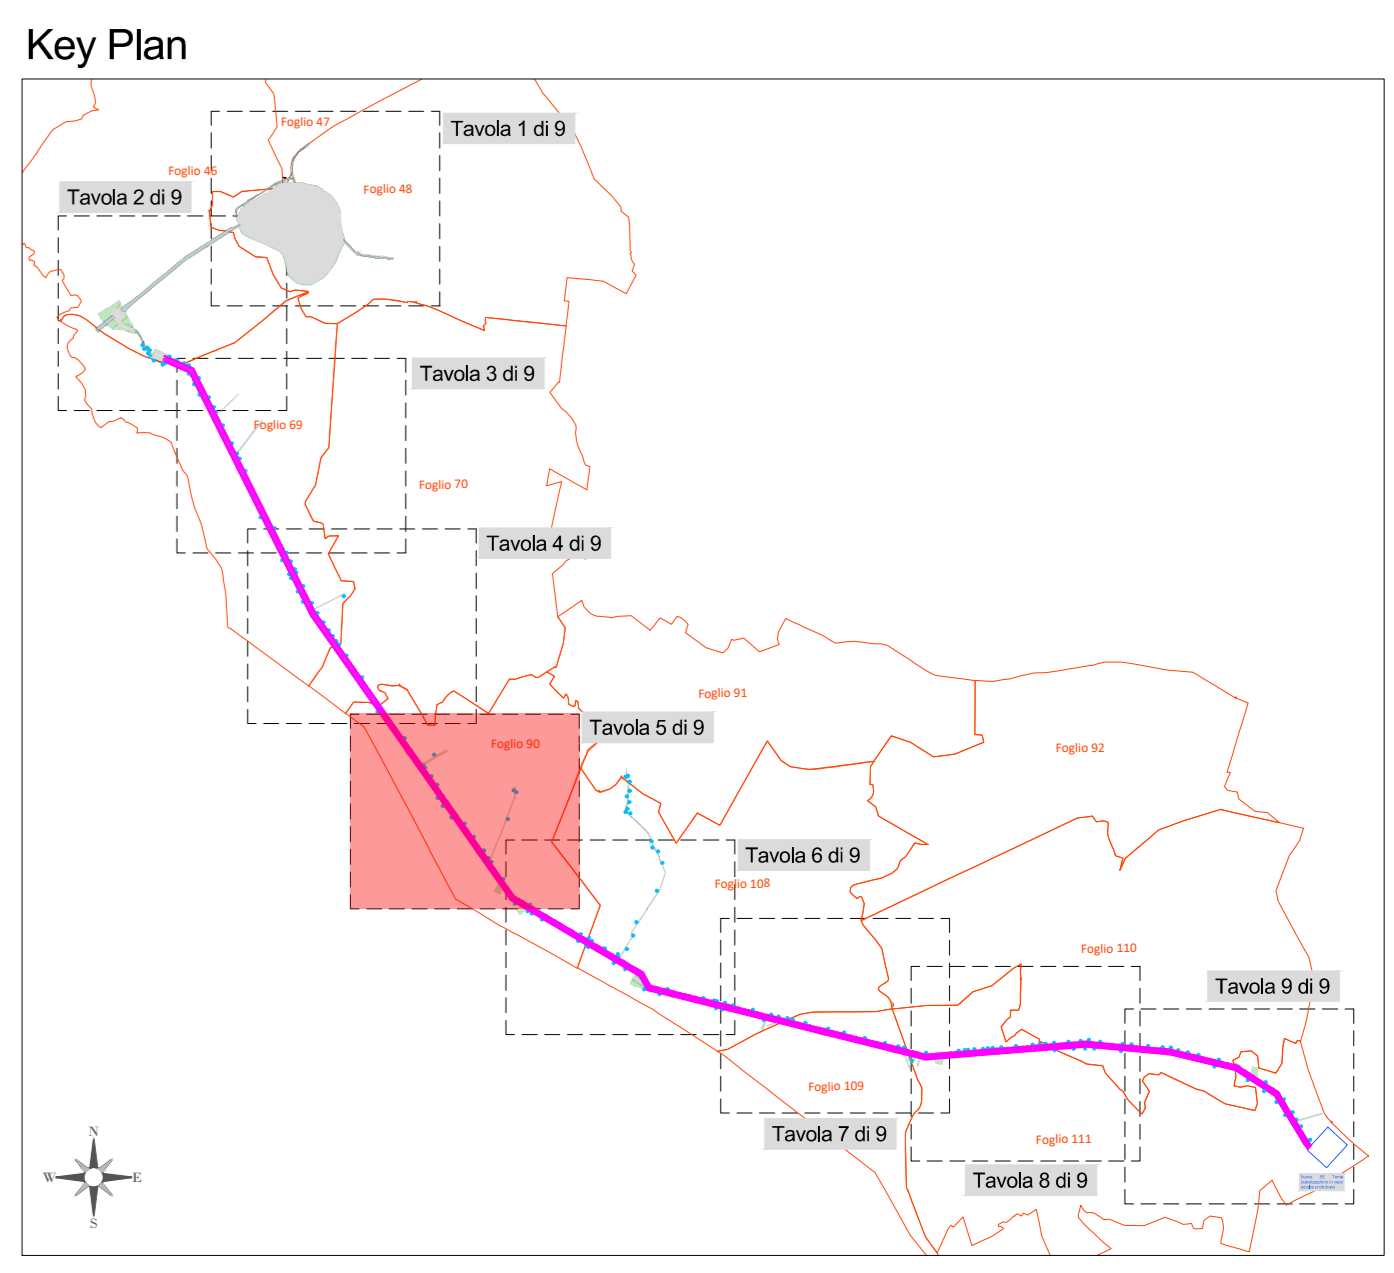 Key Plan
Foglio 47
Tavola 1 di 9
Foglio 46
Foglio 48
Tavola 2 di 9
Tavola 3 di 9
Foglio 69
Foglio 70
Tavola 4 di 9
Foglio 91
Tavola 5 di 9
Foglio 90
Foglio 92
Tavola 6 di 9
Foglio 108
Foglio 110
Tavola 9 di 9
Foglio 109
Tavola 7 di 9
Foglio 111
Tavola 8 di 9
N
W
E
S